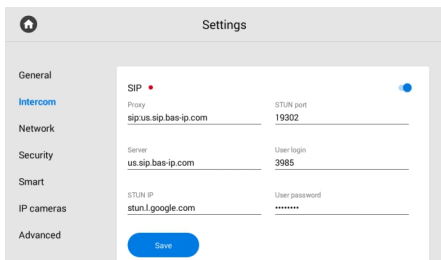 Settings
General
Intercom
Network
Security
Smart
IP cameras
Advanced
SIP
Proxy
sip:us.sip.bas-ip.com
STUN port
19302
Server
us.sip.bas-ip.com
User login
3985
STUN IP
stun.l.google.com
User password
••••••••
Save